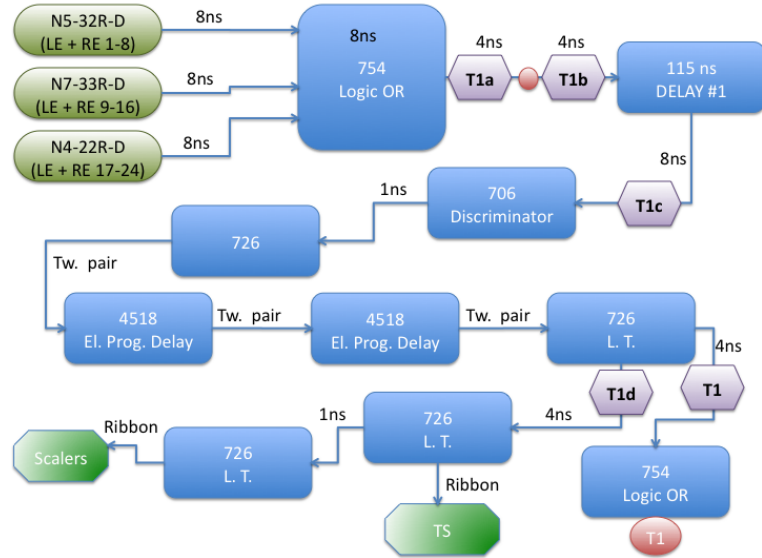 N5-32R-D
(LE + RE 1-8)
8ns
8ns
754
Logic OR
4ns
T1a
4ns
T1b
115 ns
DELAY #1
N7-33R-D
(LE + RE 9-16)
8ns
N4-22R-D
(LE + RE 17-24)
8ns
8ns
T1c
706
Discriminator
1ns
726
Tw. pair
4518
El. Prog. Delay
Tw. pair
4518
El. Prog. Delay
Tw. pair
726
L. T.
4ns
T1d
T1
4ns
726
L. T.
1ns
726
L. T.
Ribbon
Scalers
Ribbon
TS
754
Logic OR
T1